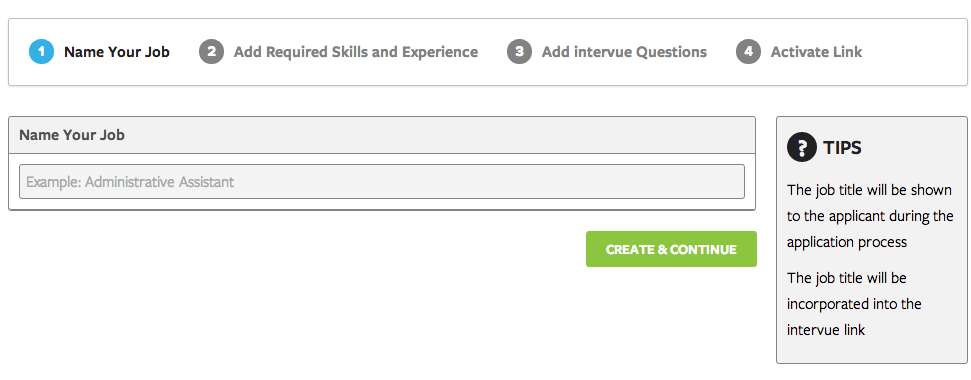 1 Name Your Job 2 Add Required Skills and Experience 3 Add intervue Questions 4 Activate Link
Name Your Job
Example: Administrative Assistant
CREATE & CONTINUE
? TIPS
The job title will be shown
to the applicant during the
application process
The job title will be
incorporated into the
intervue link